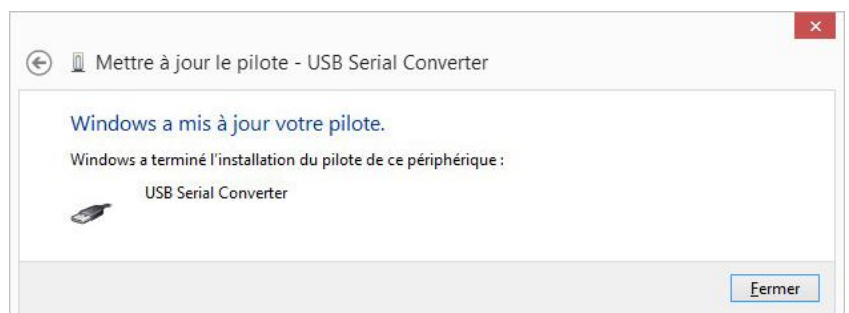 Mettre à jour le pilote - USB Serial Converter
Windows a mis à jour votre pilote.
Windows a terminé l'installation du pilote de ce périphérique :
USB Serial Converter
Fermer